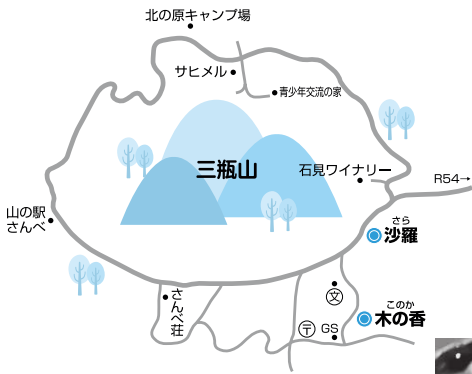 北の原キャンプ場
サヒメル
青少年交流の家
三瓶山
石見ワイナリー
R54→
山の駅
さんべ
さら
沙羅
さんべ荘
文
このか
木の香
〒 GS